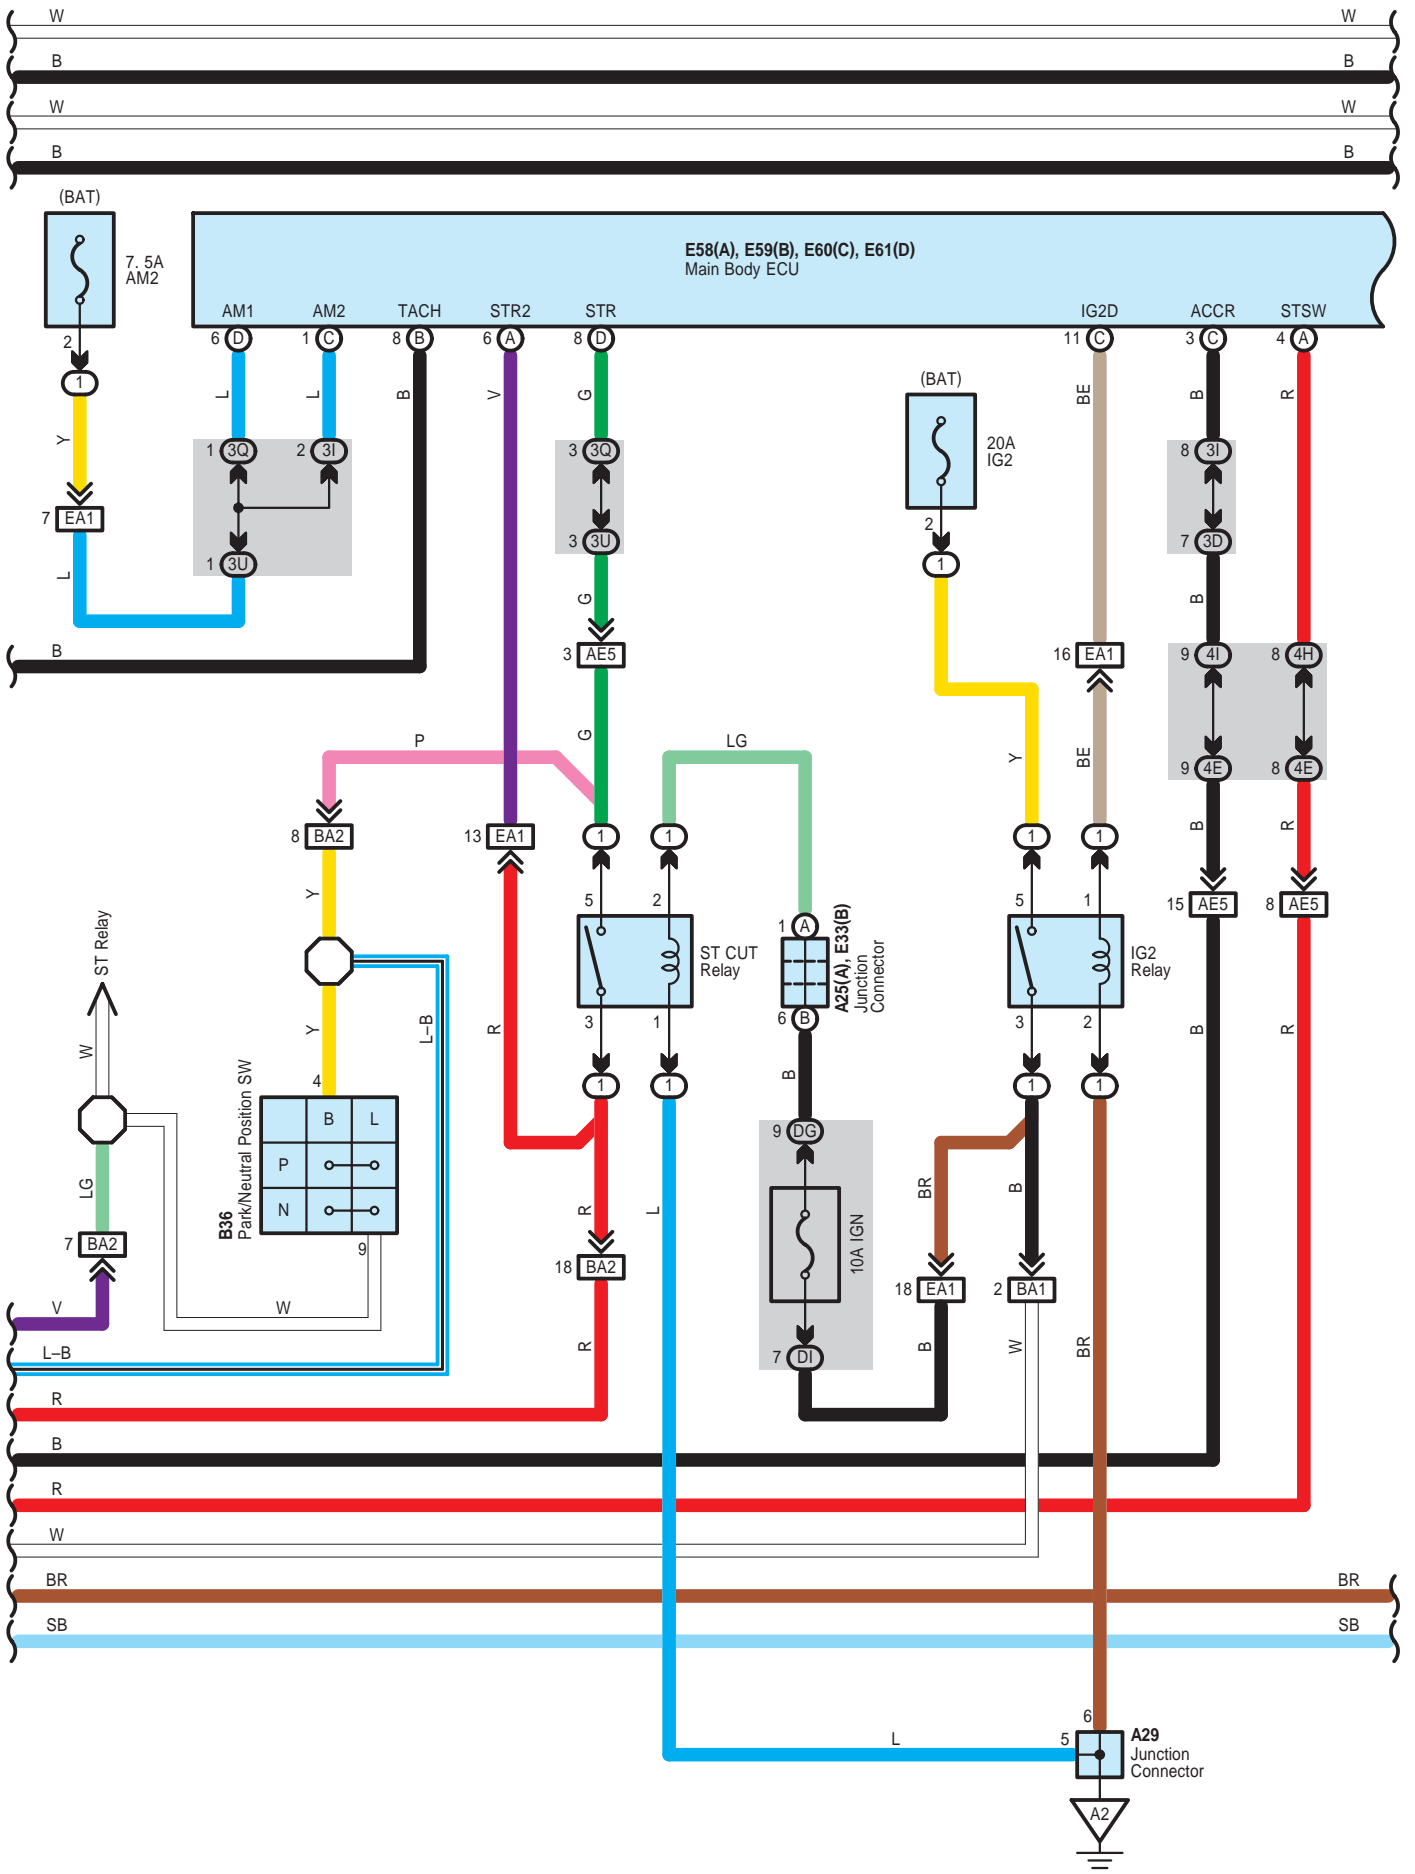 W W
B B
W W
B B
(BAT)
7. 5A
AM2
2
1
Y
7 EA1
L
E58(A), E59(B), E60(C), E61(D)
Main Body ECU
AM1 AM2 TACH STR2 STR IG2D ACCR STSW
6 D 1 C 8 B 6 A 8 D 11 C 3 C 4 A
L L B V G BE B R
(BAT)
20A
IG2
2
1
1 3Q 2 3I 3 3Q 8 3I
3 3U 7 3D
1 3U
G B
B
3 AE5 16 EA1 9 4I 8 4H
P G LG Y BE
9 4E 8 4E
8 BA2 13 EA1 1 1 1 1
B R
Y 5 2 5 1
15 AE5 8 AE5
ST Relay
W
1 A
ST CUT
Relay
A25(A), E33(B)
Junction
Connector
6 B
IG2
Relay
L–B
Y R 3 1 3 2 B R
1 1 B 1 1
4
B36
Park/Neutral Position SW
B L
P
N
9
LG
7 BA2
9 DG
10A IGN
7 DI
R L BR B
18 BA2 18 EA1 2 BA1
V W
L–B R B W BR
R
B
R
W
BR BR
SB SB
6
L 5
A29
Junction
Connector
A2